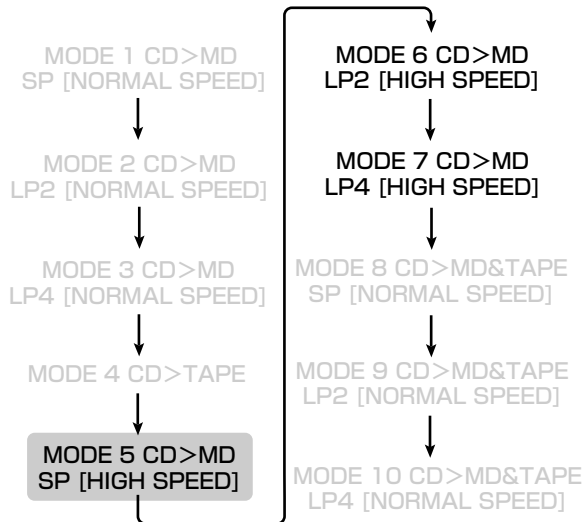 MODE 1 CD>MD
SP [NORMAL SPEED]
MODE 2 CD>MD
LP2 [NORMAL SPEED]
MODE 3 CD>MD
LP4 [NORMAL SPEED]
MODE 4 CD>TAPE
MODE 5 CD>MD
SP [HIGH SPEED]
MODE 6 CD>MD
LP2 [HIGH SPEED]
MODE 7 CD>MD
LP4 [HIGH SPEED]
MODE 8 CD>MD&TAPE
SP [NORMAL SPEED]
MODE 9 CD>MD&TAPE
LP2 [NORMAL SPEED]
MODE 10 CD>MD&TAPE
LP4 [NORMAL SPEED]